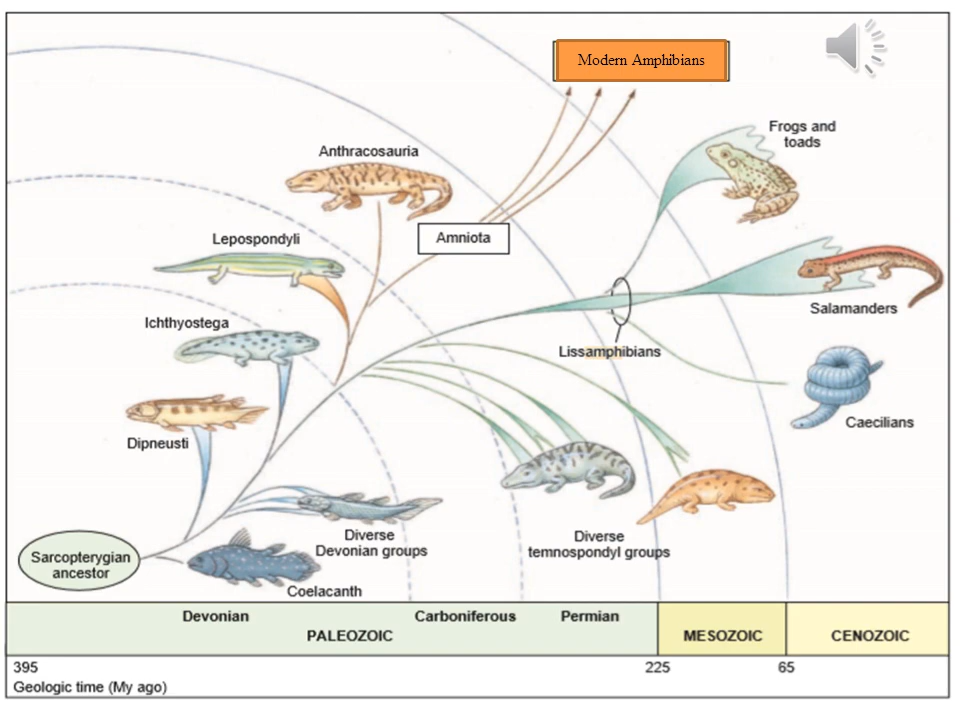 Modern Amphibians
Frogs and
toads
Anthracosauria
Amniota
Lepospondyli
Salamanders
Ichthyostega
Lissamphibians
Caecilians
Dipneusti
Diverse
Devonian groups
Diverse
temnospondyl groups
Sarcopterygian
ancestor
Coelacanth
Devonian
Carboniferous
Permian
PALEOZOIC
MESOZOIC
CENOZOIC
395
225
65
Geologic time (My ago)